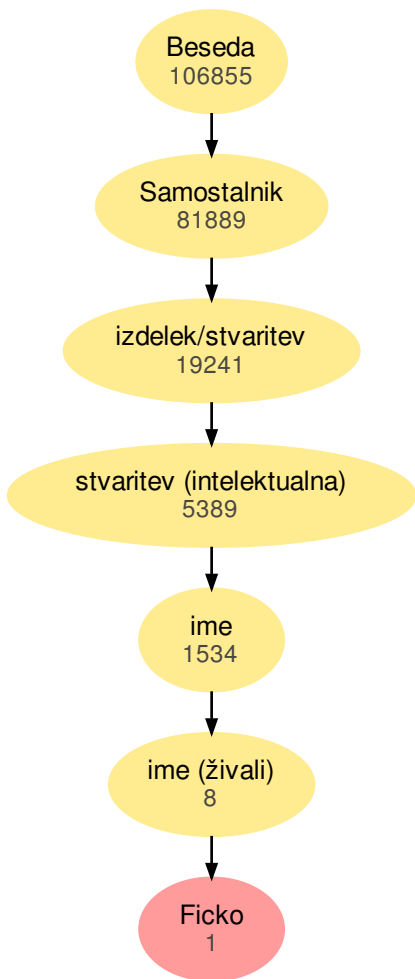 Beseda
106855
Samostalnik
81889
izdelek/stvaritev
19241
stvaritev (intelektualna)
5389
ime
1534
ime (živali)
8
Ficko
1